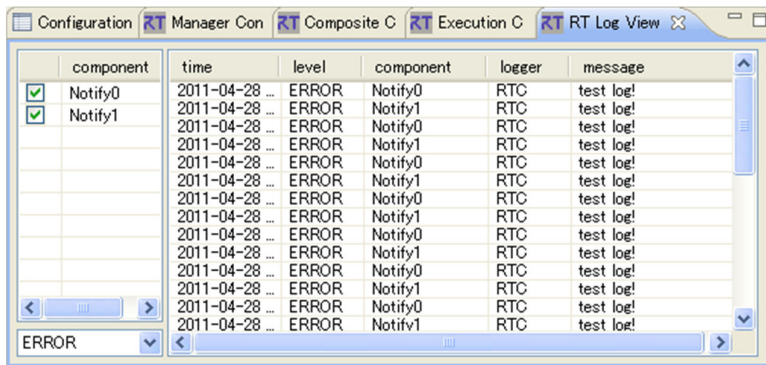 Configuration RT Manager Con RT Composite C RT Execution C RT RT Log View
component
Notify0
Notify1
ERROR
time level component logger message
2011-04-28 ... ERROR Notify0 RTC test log!
2011-04-28 ... ERROR Notify1 RTC test log!
2011-04-28 ... ERROR Notify0 RTC test log!
2011-04-28 ... ERROR Notify1 RTC test log!
2011-04-28 ... ERROR Notify0 RTC test log!
2011-04-28 ... ERROR Notify1 RTC test log!
2011-04-28 ... ERROR Notify0 RTC test log!
2011-04-28 ... ERROR Notify1 RTC test log!
2011-04-28 ... ERROR Notify0 RTC test log!
2011-04-28 ... ERROR Notify1 RTC test log!
2011-04-28 ... ERROR Notify0 RTC test log!
2011-04-28 ... ERROR Notify1 RTC test log!
2011-04-28 ... ERROR Notify0 RTC test log!
2011-04-28 ... ERROR Notify1 RTC test log!